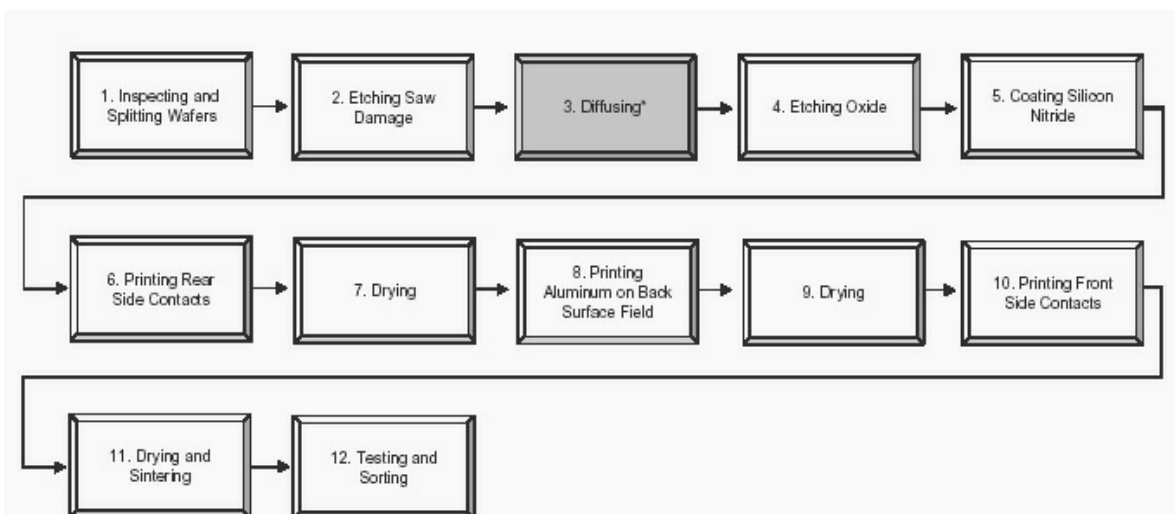 1. Inspecting and
Splitting Wafers
2. Etching Saw
Damage
3. Diffusing*
4. Etching Oxide
5. Coating Silicon
Nitride
6. Printing Rear
Side Contacts
7. Drying
8. Printing
Aluminum on Back
Surface Field
9. Drying
10. Printing Front
Side Contacts
11. Drying and
Sintering
12. Testing and
Sorting